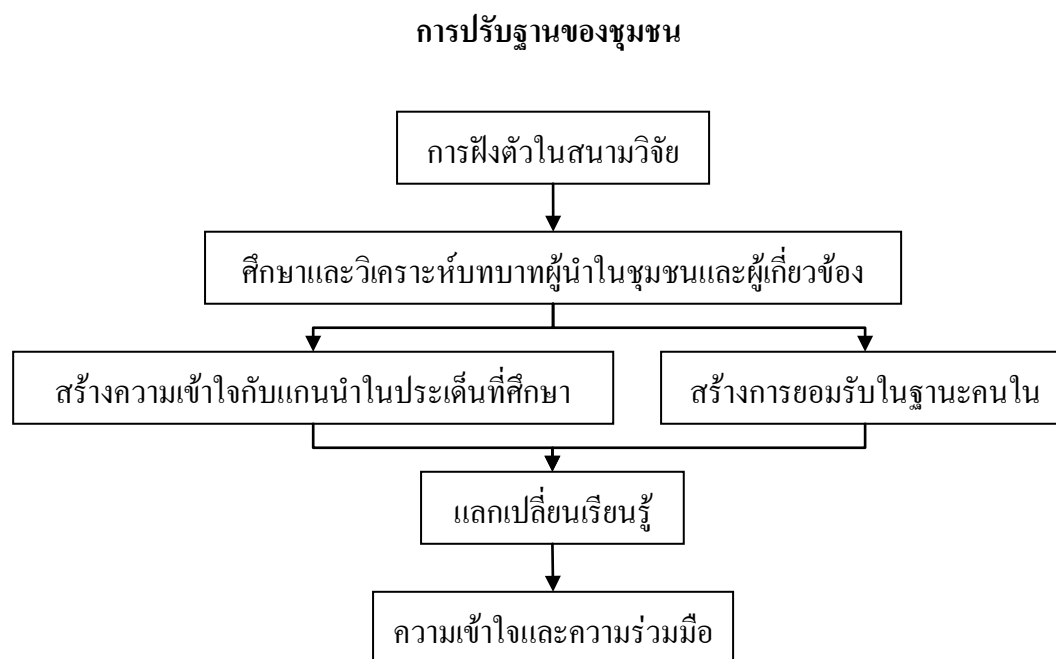 การปรับฐานของชุมชน
การฝังตัวในสนามวิจัย
ศึกษาและวิเคราะห์บทบาทผู้นำในชุมชนและผู้เกี่ยวข้อง
สร้างความเข้าใจกับแกนนำในประเด็นที่ศึกษา
สร้างการยอมรับในฐานะคนใน
แลกเปลี่ยนเรียนรู้
ความเข้าใจและความร่วมมือ